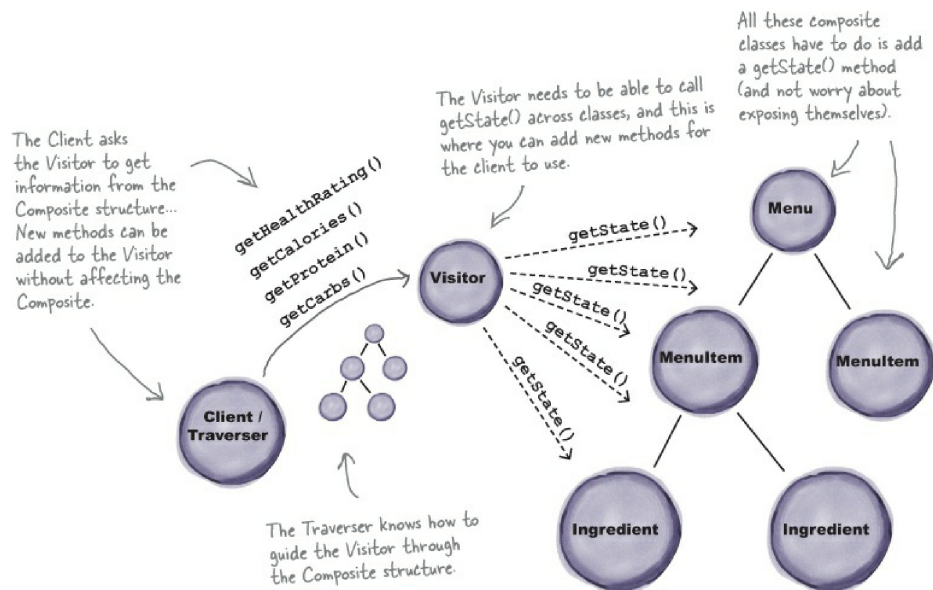 All these composite
classes have to do is add
a getState() method
(and not worry about
exposing themselves).
The Visitor needs to be able to call
getState() across classes, and this is
where you can add new methods for
the client to use.
The Client asks
the Visitor to get
information from the
Composite structure...
New methods can be
added to the Visitor
without affecting the
Composite.
getHealthRating()
getCalories()
getProtein()
getCarbs()
Visitor
getState()
getState()
getState()
getState()
getState()
Menu
MenuItem
MenuItem
Client /
Traverser
Ingredient
Ingredient
The Traverser knows how to
guide the Visitor through
the Composite structure.